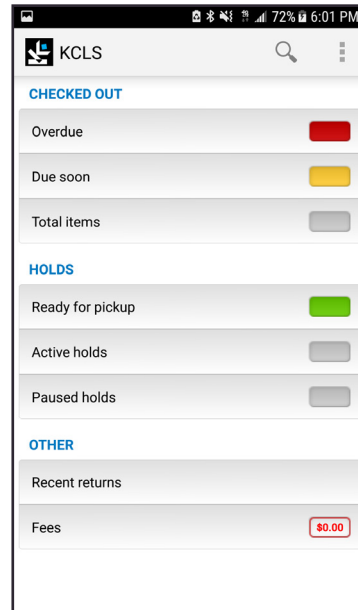 72% 6:01 PM
KCLS
CHECKED OUT
Overdue
Due soon
Total items
HOLDS
Ready for pickup
Active holds
Paused holds
OTHER
Recent returns
Fees $0.00